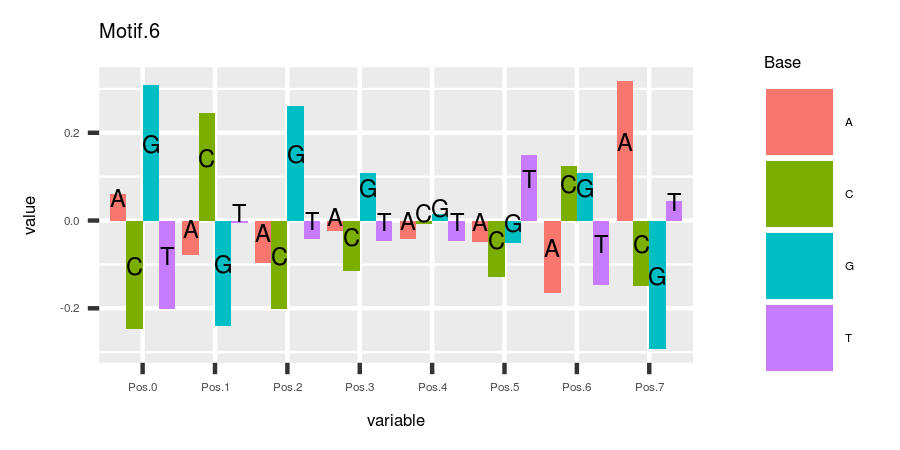 Motif.6
value
0.2
0.0
-0.2
A C G T
A C G T
A C G T
A C G T
A C G T
A C G T
A C G T
A C G T
Pos.0 Pos.1 Pos.2 Pos.3 Pos.4 Pos.5 Pos.6 Pos.7
variable
Base
A
C
G
T